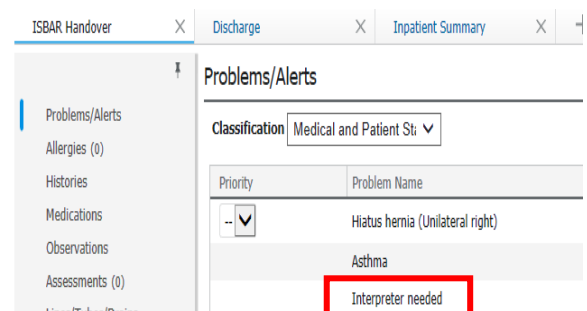 ISBAR Handover Discharge Inpatient Summary
Problems/Alerts
Problems/Alerts
Classification Medical and Patient
Allergies (0)
Histories
Priority Problem Name
Medications
-- Hiatus hernia (Unilateral right)
Observations
Asthma
Assessments (0)
Interpreter needed